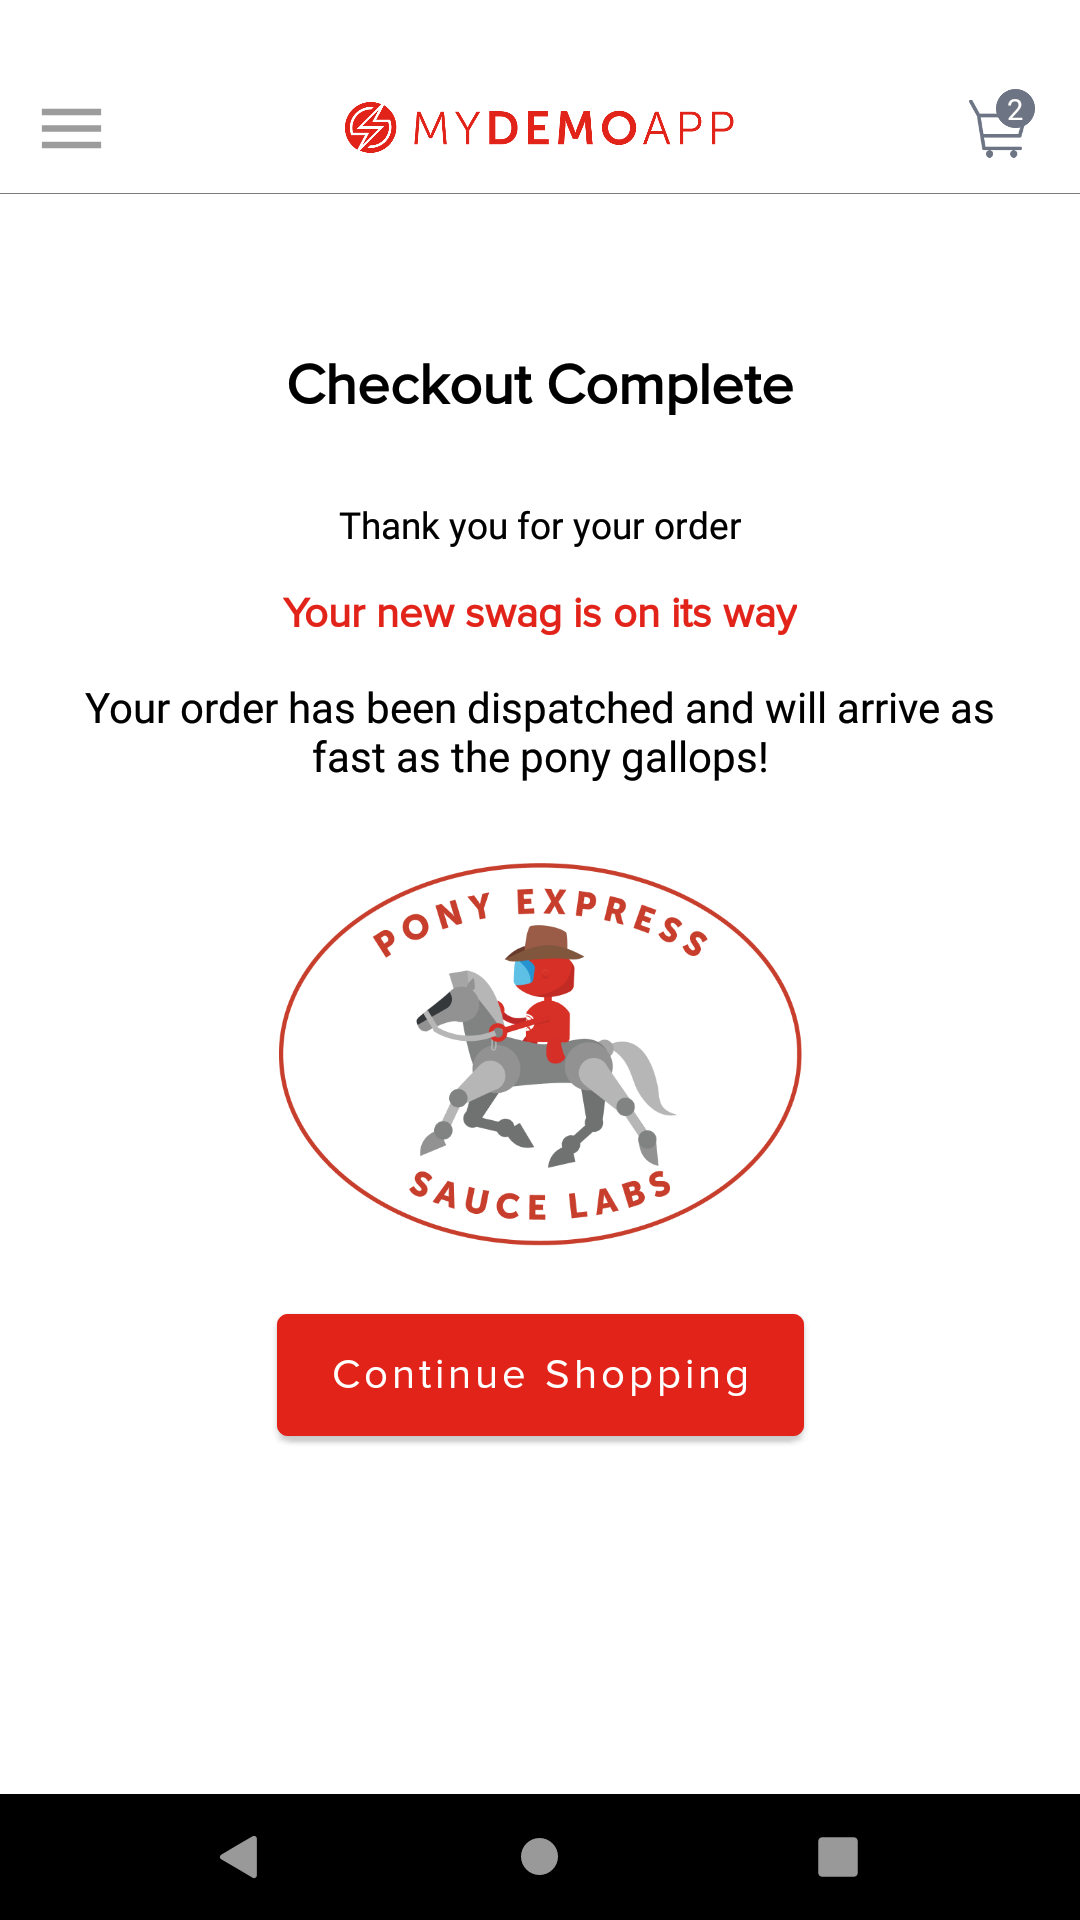 MYDEMOAPP
2
Checkout Complete
Thank you for your order
Your new swag is on its way
Your order has been dispatched and will arrive as
fast as the pony gallops!
PONY EXPRESS
SAUCE LABS
Continue Shopping